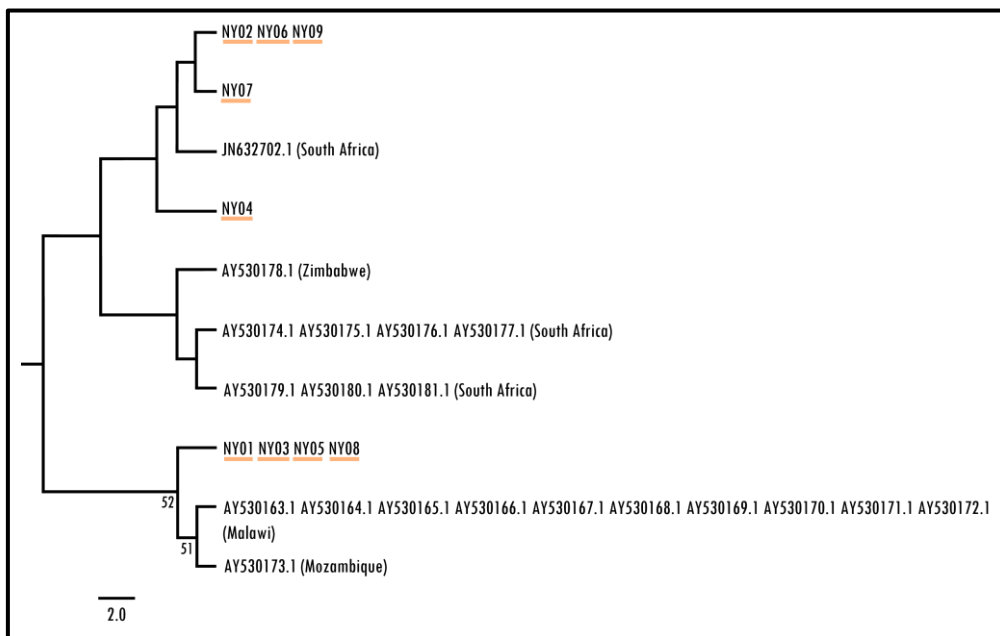 NY02 NY06 NY09
NY07
JN632702.1 (South Africa)
NY04
AY530178.1 (Zimbabwe)
AY530174.1 AY530175.1 AY530176.1 AY530177.1 (South Africa)
AY530179.1 AY530180.1 AY530181.1 (South Africa)
NY01 NY03 NY05 NY08
52
AY530163.1 AY530164.1 AY530165.1 AY530166.1 AY530167.1 AY530168.1 AY530169.1 AY530170.1 AY530171.1 AY530172.1
(Malawi)
51
AY530173.1 (Mozambique)
2.0